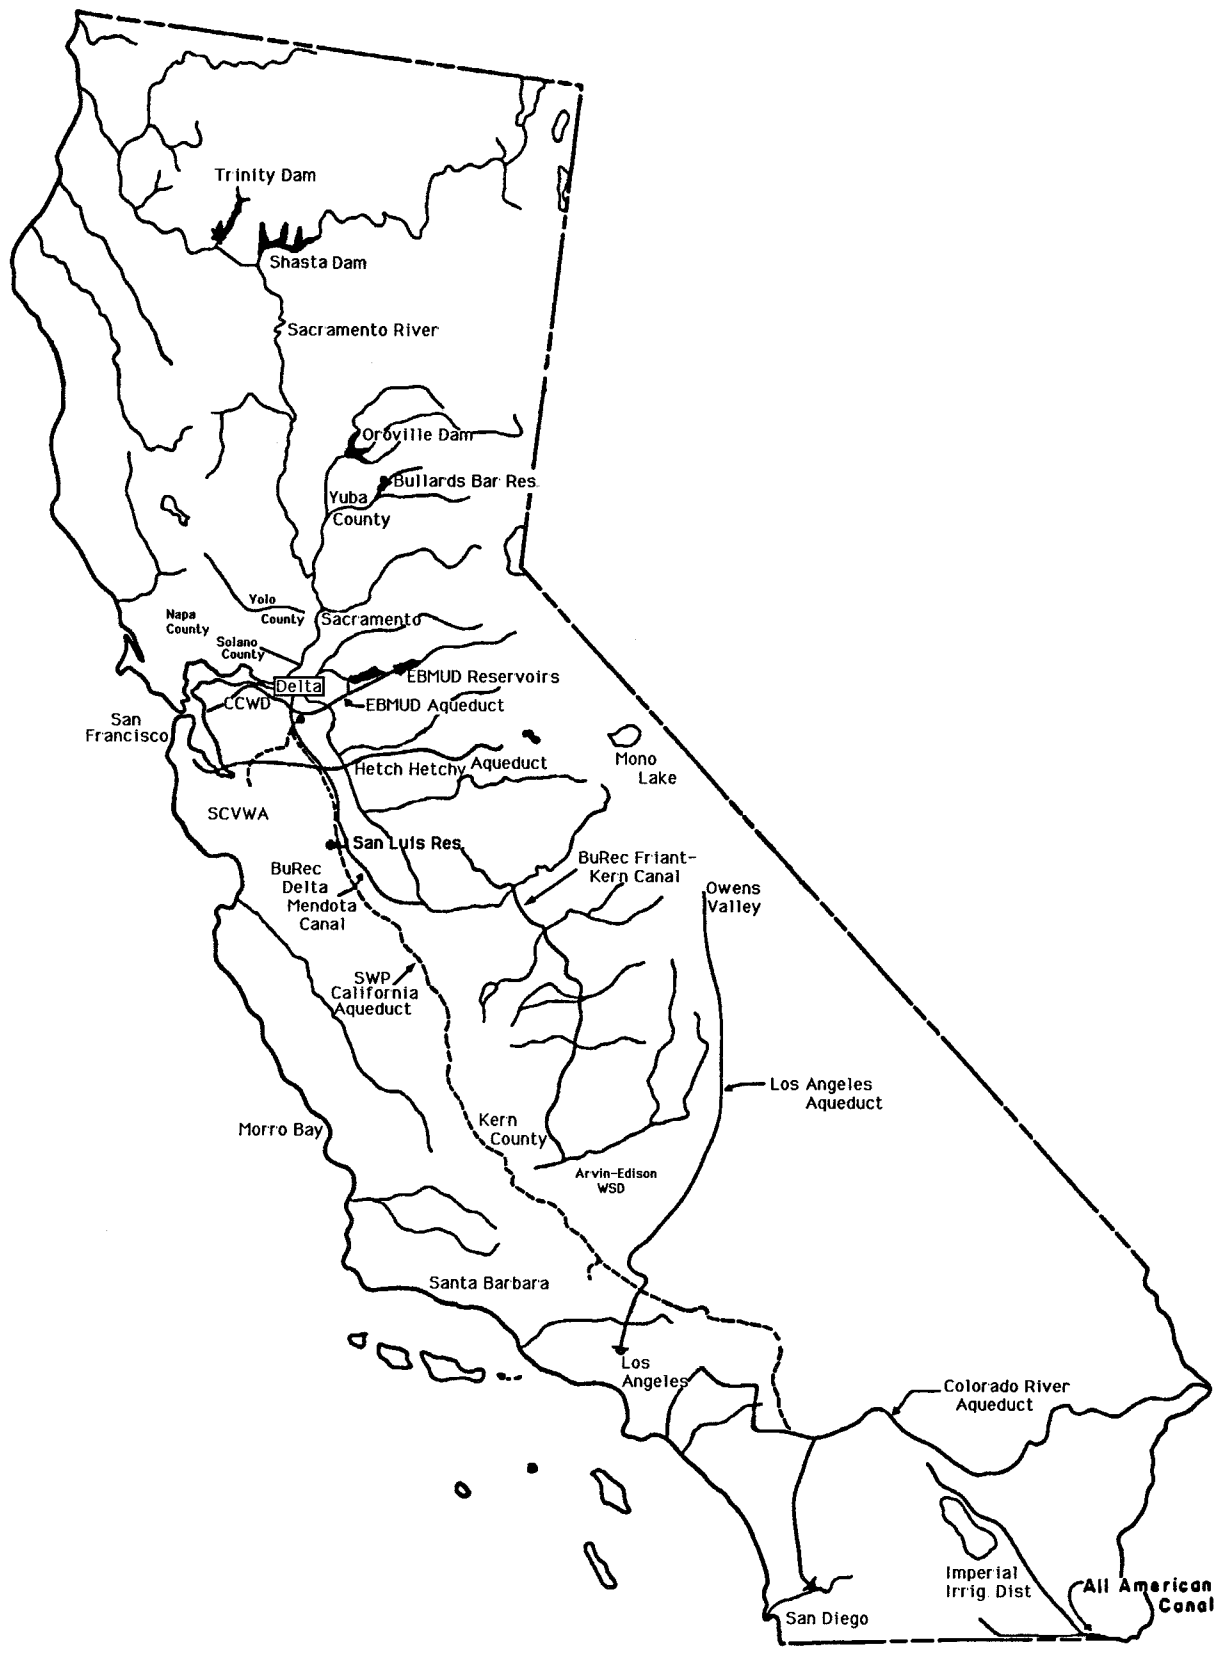 Trinity Dam
Shasta Dam
Sacramento River
Oroville Dam
Bullards Bar Res.
Yuba
County
Yolo
County
Napa
County
Sacramento
Solano
County
Delta
EBMUD Reservoirs
CCWD
EBMUD Aqueduct
San
Francisco
Hetch Hetchy Aqueduct
Mono
Lake
SCVWA
San Luis Res.
BuRec
Delta
Mendota
Canal
BuRec Friant-
Kern Canal
Owens
Valley
SWP
California
Aqueduct
Los Angeles
Aqueduct
Morro Bay
Kern
County
Arvin-Edison
WSD
Santa Barbara
Los
Angeles
Colorado River
Aqueduct
Imperial
Irrig. Dist
All American
Canal
San Diego